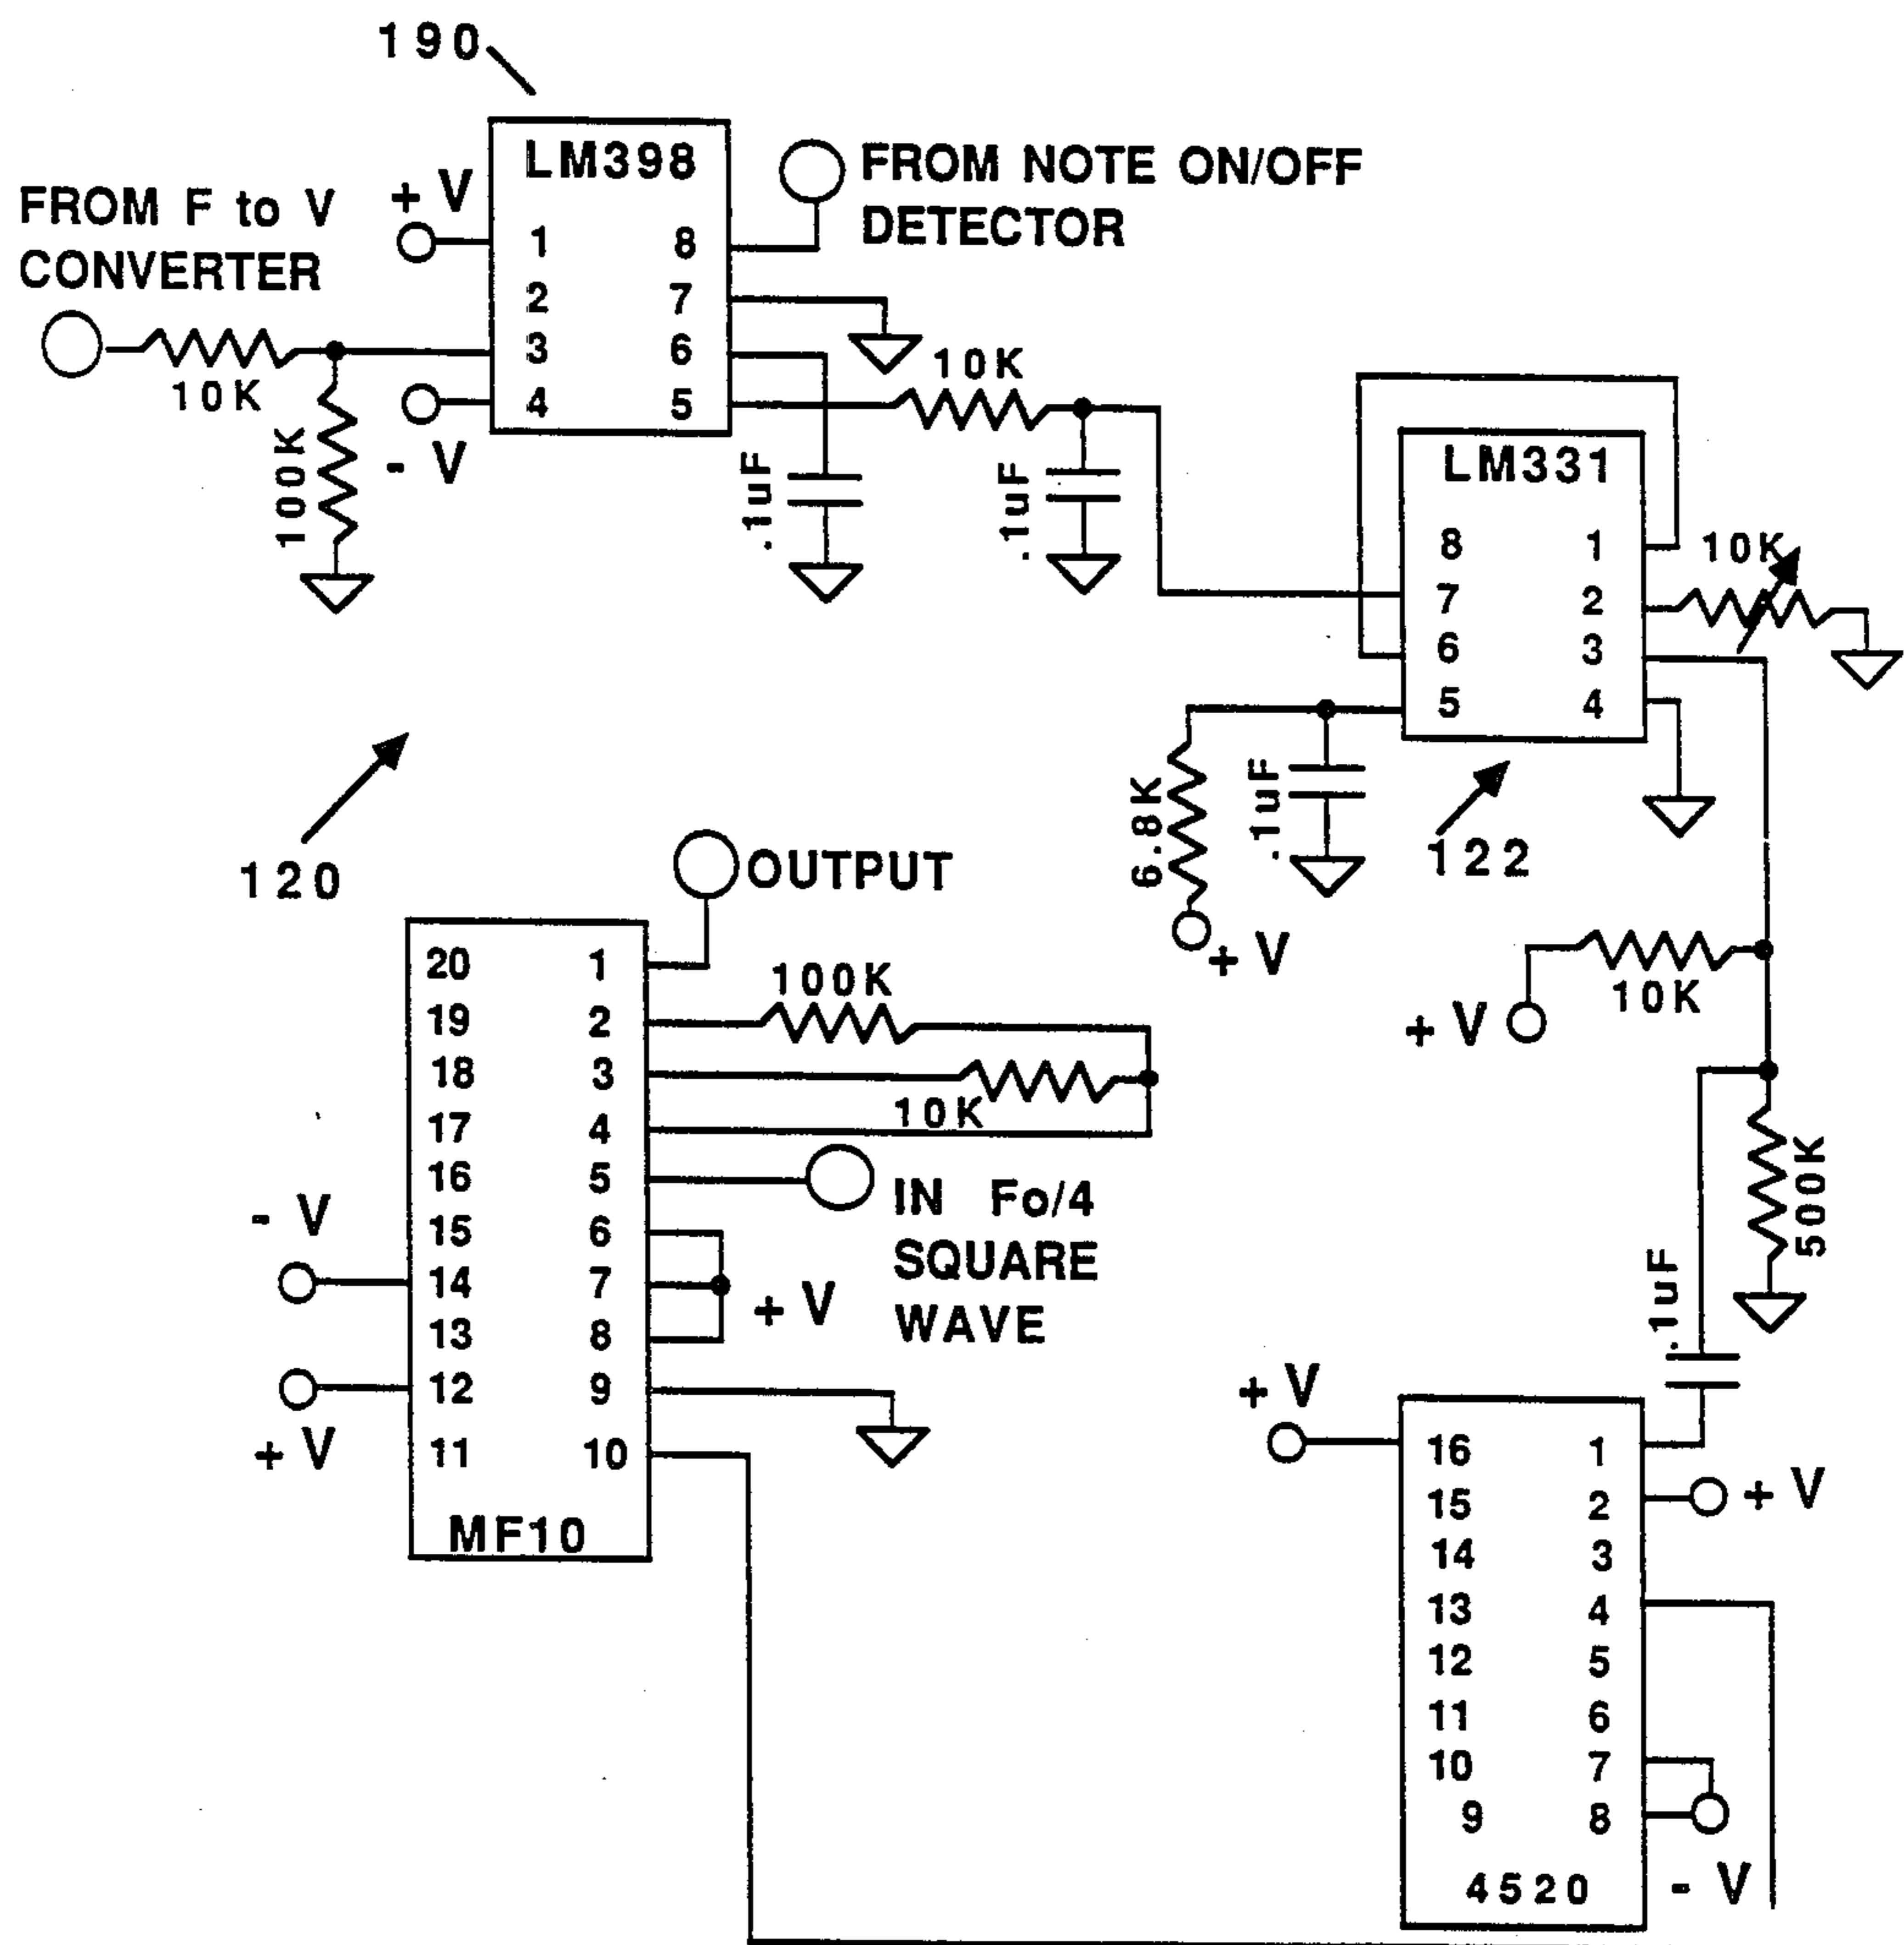 190
LM398
FROM NOTE ON/OFF
DETECTOR
FROM F to V
CONVERTER
+ V
1 8
2 7
3 6
4 5
10K
100K
- V
.1uF
10K
.1uF
LM331
8 1
7 2
6 3
5 4
10K
6.8K
.1uF
+ V
122
120
OUTPUT
20 1
19 2
18 3
17 4
16 5
15 6
14 7
13 8
12 9
11 10
MF10
100K
10K
IN Fo/4
SQUARE
WAVE
- V
+ V
+ V
10K
+ V
500K
.1uF
+ V
16 1
15 2
14 3
13 4
12 5
11 6
10 7
9 8
4520
+ V
- V